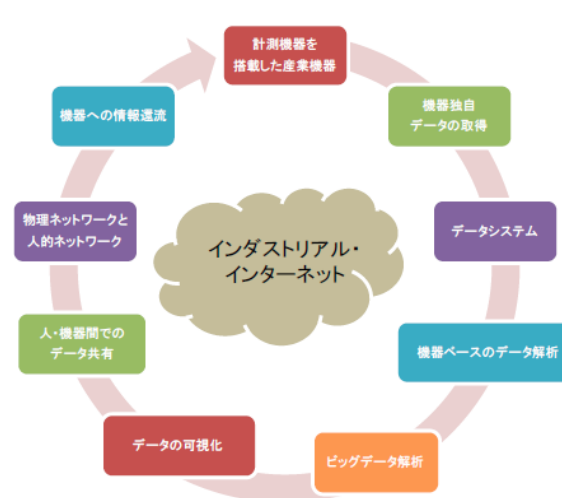 計測機器を
搭載した産業機器
機器独自
データの取得
データシステム
機器ベースのデータ解析
ビッグデータ解析
データの可視化
人・機器間での
データ共有
物理ネットワークと
人的ネットワーク
機器への情報還流
インダストリアル・
インターネット